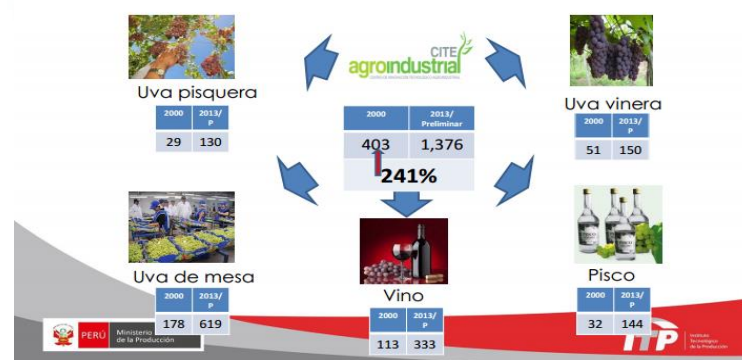 CITE
agroindustrial
Uva pisquera
2000 2013/
P
29 130
2000 2013/
Preliminar
403 1,376
241%
Uva vinera
2000 2013/
P
51 150
Uva de mesa
2000 2013/
P
178 619
Vino
2000 2013/
P
113 333
Pisco
2000 2013/
P
32 144
PERÚ
Ministerio
de la Producción
ITP
Instituto
Tecnológico
de la Producción